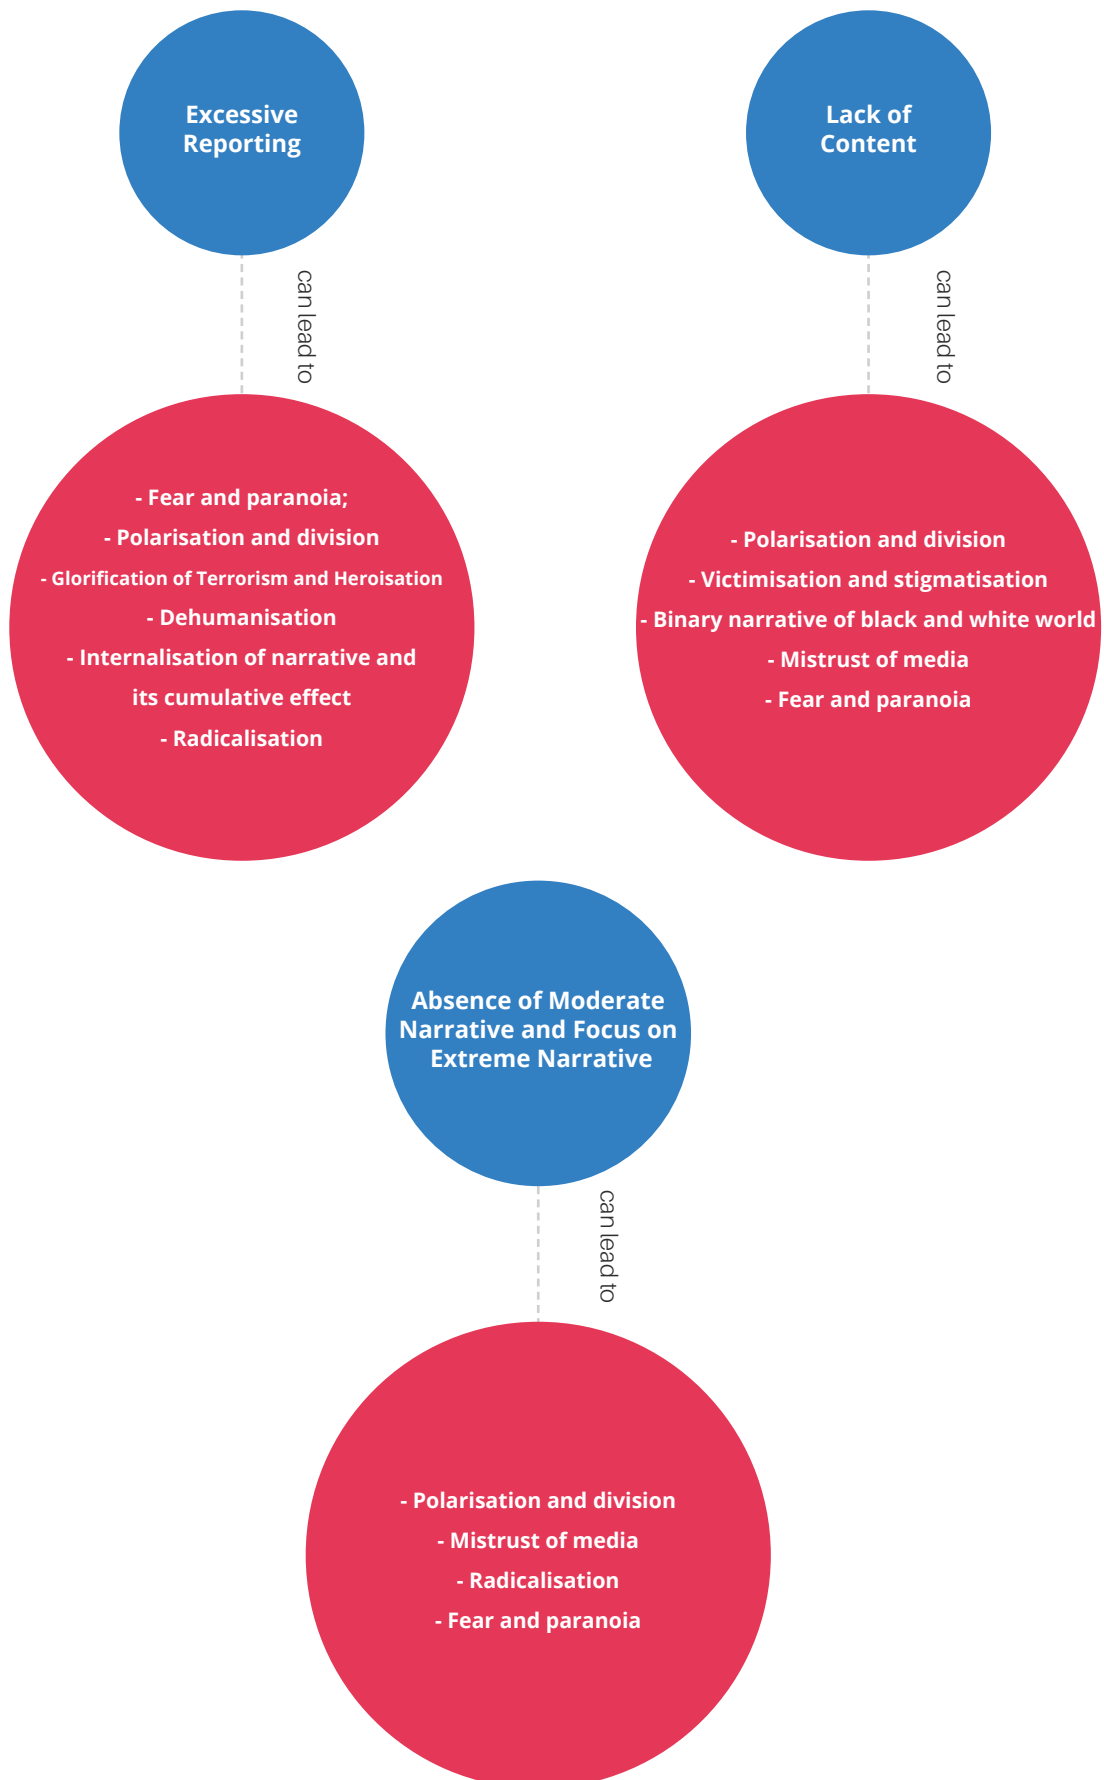 Excessive
Reporting
can lead to
- Fear and paranoia;
- Polarisation and division
- Glorification of Terrorism and Heroisation
- Dehumanisation
- Internalisation of narrative and
its cumulative effect
- Radicalisation
Lack of
Content
can lead to
- Polarisation and division
- Victimisation and stigmatisation
- Binary narrative of black and white world
- Mistrust of media
- Fear and paranoia
Absence of Moderate
Narrative and Focus on
Extreme Narrative
can lead to
- Polarisation and division
- Mistrust of media
- Radicalisation
- Fear and paranoia